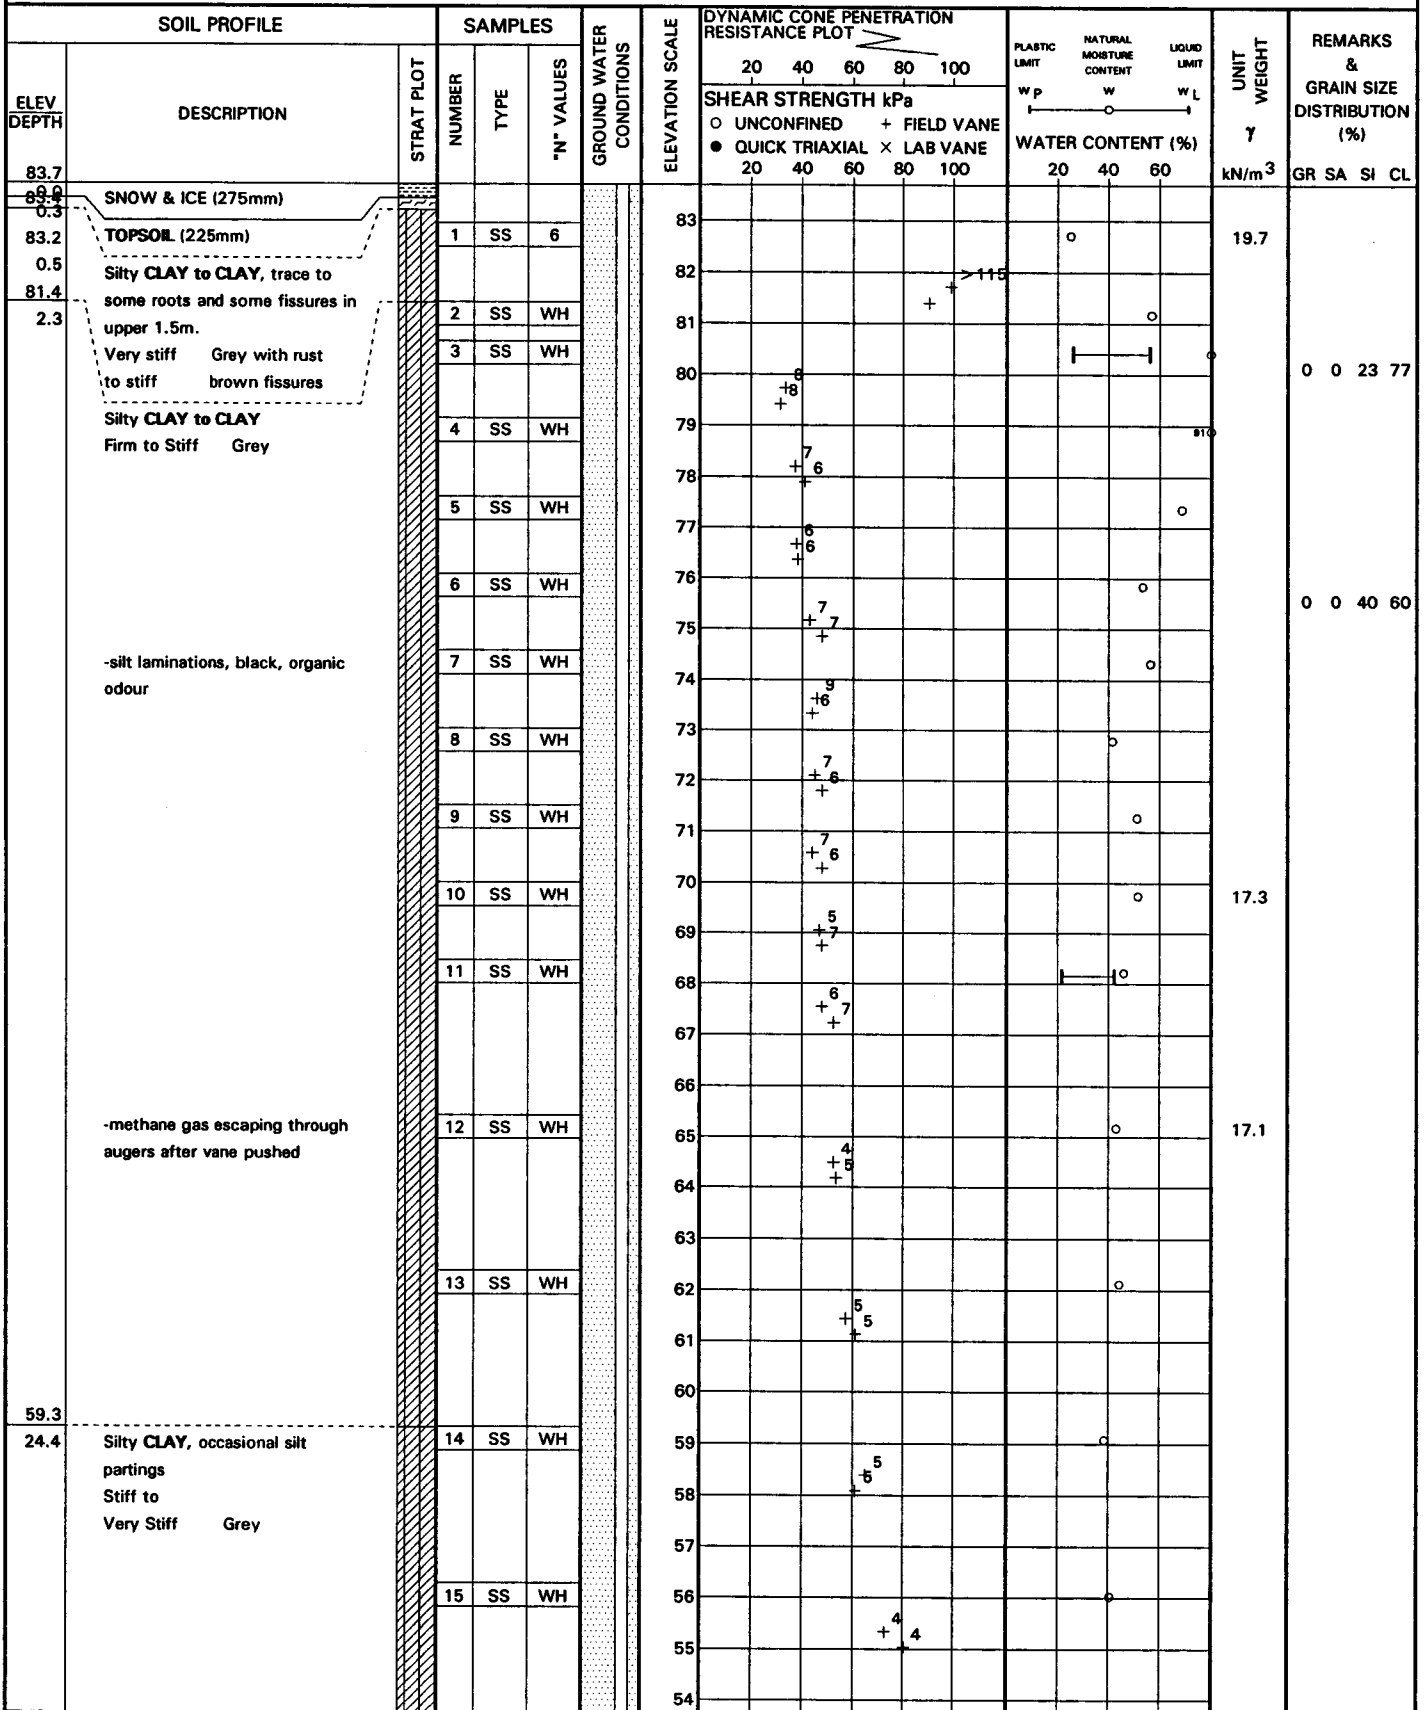 SOIL PROFILE
SAMPLES
GROUND WATER CONDITIONS
ELEVATION SCALE
DYNAMIC CONE PENETRATION
RESISTANCE PLOT
20 40 60 80 100
SHEAR STRENGTH kPa
O UNCONFINED + FIELD VANE
● QUICK TRIAXIAL × LAB VANE
20 40 60 80 100
PLASTIC LIMIT
NATURAL MOISTURE CONTENT
LIQUID LIMIT
WP W WL
WATER CONTENT (%)
20 40 60
UNIT WEIGHT
γ
kN/m3
REMARKS
&
GRAIN SIZE
DISTRIBUTION
(%)
GR SA SI CL
ELEV
DEPTH
DESCRIPTION
STRAT PLOT
NUMBER
TYPE
"N" VALUES
83.7
0.0
83.4
0.3
83.2
0.5
81.4
2.3
59.3
24.4
SNOW & ICE (275mm)
TOPSOIL (225mm)
Silty CLAY to CLAY, trace to
some roots and some fissures in
upper 1.5m.
Very stiff Grey with rust
to stiff brown fissures
Silty CLAY to CLAY
Firm to Stiff Grey
-silt laminations, black, organic
odour
-methane gas escaping through
augers after vane pushed
Silty CLAY, occasional silt
partings
Stiff to
Very Stiff Grey
1 SS 6
2 SS WH
3 SS WH
4 SS WH
5 SS WH
6 SS WH
7 SS WH
8 SS WH
9 SS WH
10 SS WH
11 SS WH
12 SS WH
13 SS WH
14 SS WH
15 SS WH
83
82
81
80
79
78
77
76
75
74
73
72
71
70
69
68
67
66
65
64
63
62
61
60
59
58
57
56
55
54
>115
8
8
7
6
6
6
7
7
9
6
7
6
7
6
5
7
6
7
4
5
5
5
5
4
4
91
19.7
17.3
17.1
0 0 23 77
0 0 40 60